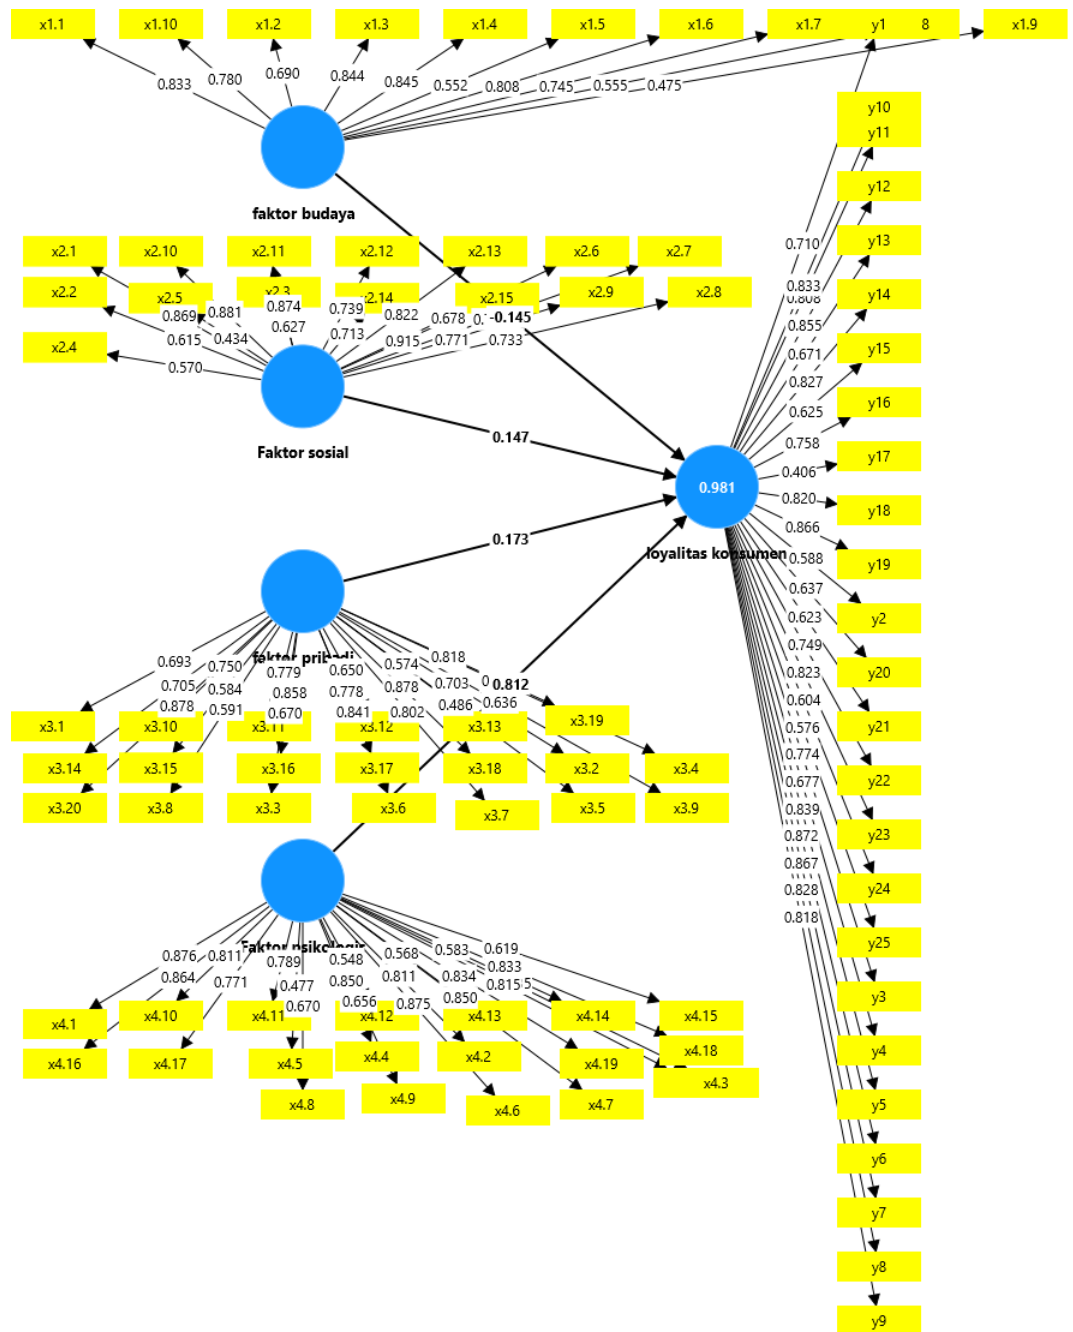 x1.1 x1.10 x1.2 x1.3 x1.4 x1.5 x1.6 x1.7 y1 8 x1.9
0.833 0.780 0.690 0.844 0.845 0.552 0.808 0.745 0.555 0.475
faktor budaya
y10
y11
y12
y13
y14
y15
y16
y17
y18
y19
y2
y20
y21
y22
y23
y24
y25
y3
y4
y5
y6
y7
y8
y9
0.710
0.833
0.808
0.855
0.671
0.827
0.625
0.758
0.406
0.820
0.866
0.588
0.637
0.623
0.749
0.823
0.604
0.576
0.774
0.677
0.839
0.872
0.867
0.828
0.818
x2.1 x2.10 x2.11 x2.12 x2.13 x2.6 x2.7
x2.2 x2.5 x2.3 x2.14 x2.15 x2.9 x2.8
0.869 0.881 0.874 0.739 0.822 0.678 -0.145
0.615 0.434 0.627 0.713 0.915 0.771 0.733
x2.4
0.570
Faktor sosial
0.147
0.981
loyalitas konsumen
0.173
faktor pribadi
0.693 0.750 0.779 0.650 0.574 0.818
0.705 0.584 0.858 0.778 0.878 0.703 0.812
0.878 0.591 0.670 0.841 0.802 0.486 0.636
x3.1 x3.10 x3.11 x3.12 x3.13 x3.19
x3.14 x3.15 x3.16 x3.17 x3.18 x3.2 x3.4
x3.20 x3.8 x3.3 x3.6 x3.7 x3.5 x3.9
Faktor psikologis
0.876 0.811 0.789 0.548 0.568 0.583 0.619
0.864 0.771 0.477 0.850 0.811 0.834 0.833
0.670 0.656 0.875 0.850 0.815
x4.1 x4.10 x4.11 x4.12 x4.13 x4.14 x4.15
x4.16 x4.17 x4.5 x4.4 x4.2 x4.19 x4.18
x4.3
x4.8 x4.9 x4.6 x4.7